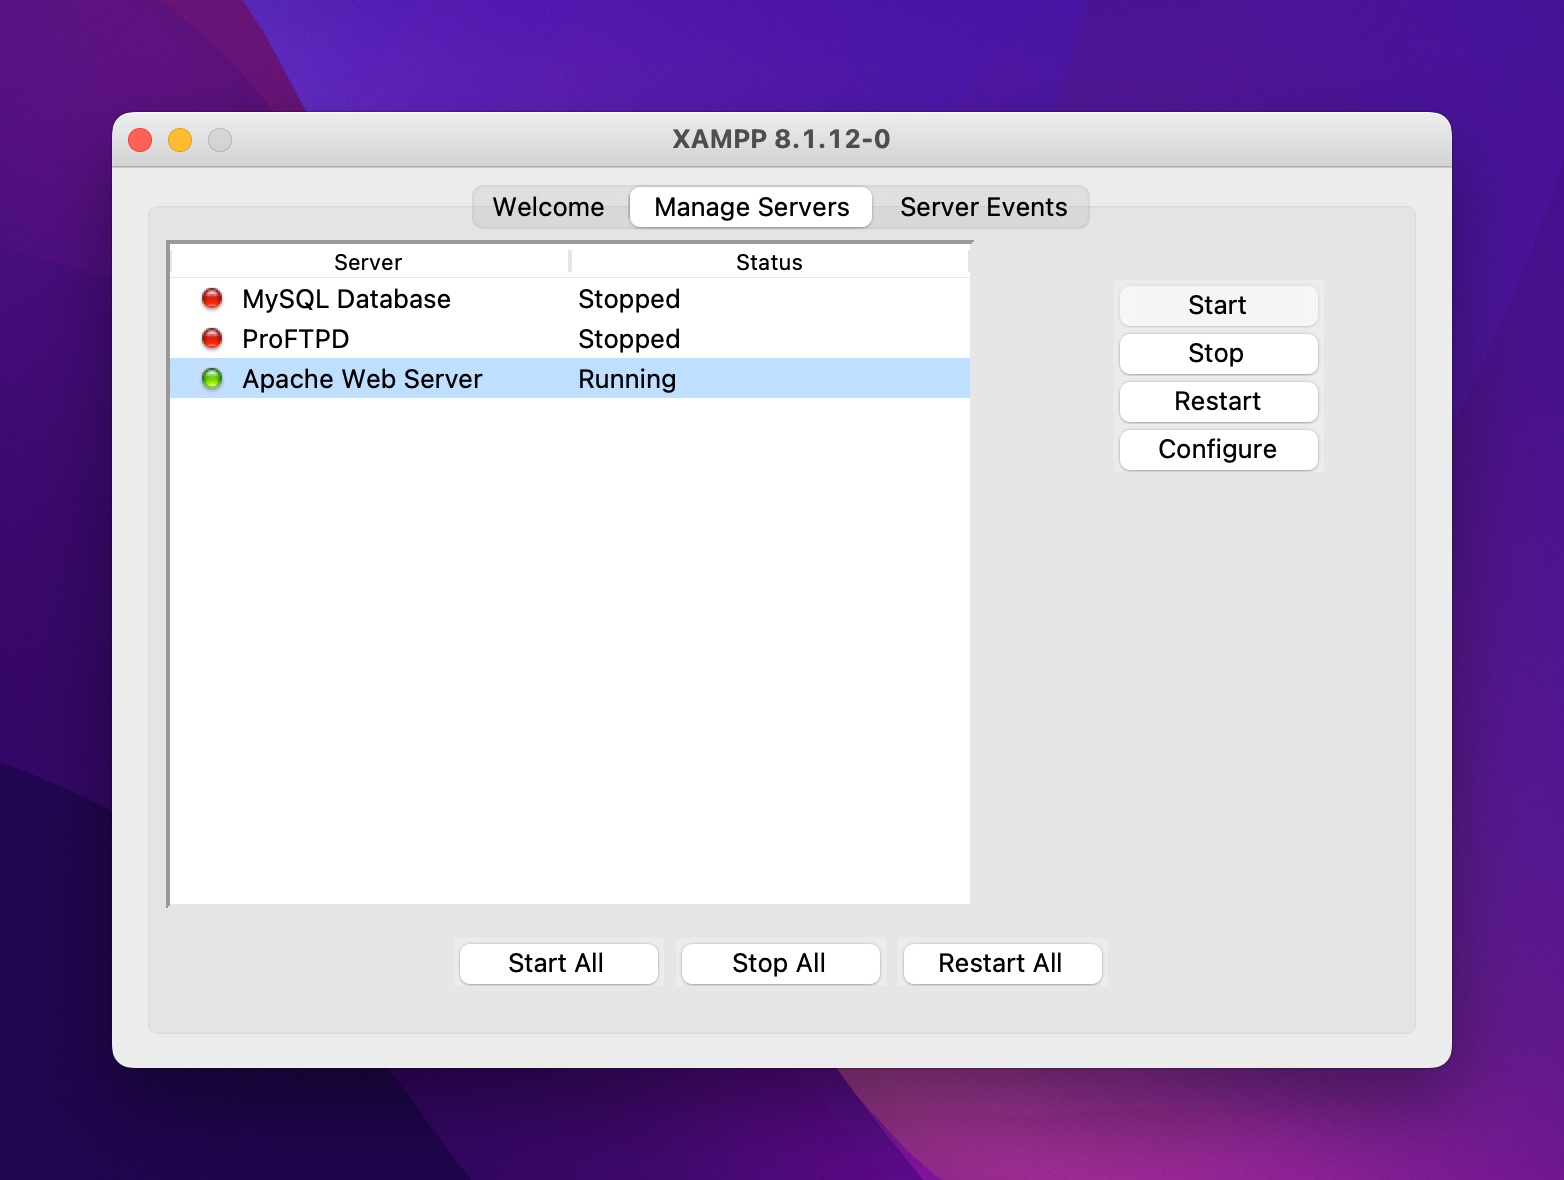 XAMPP 8.1.12-0
Welcome Manage Servers Server Events
Server Status
MySQL Database Stopped
ProFTPD Stopped
Apache Web Server Running
Start
Stop
Restart
Configure
Start All Stop All Restart All